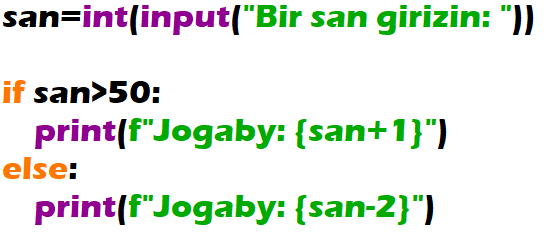 san=int(input("Bir san girizin: "))
if san>50:
    print(f"Jogaby: {san+1}")
else:
    print(f"Jogaby: {san-2}")